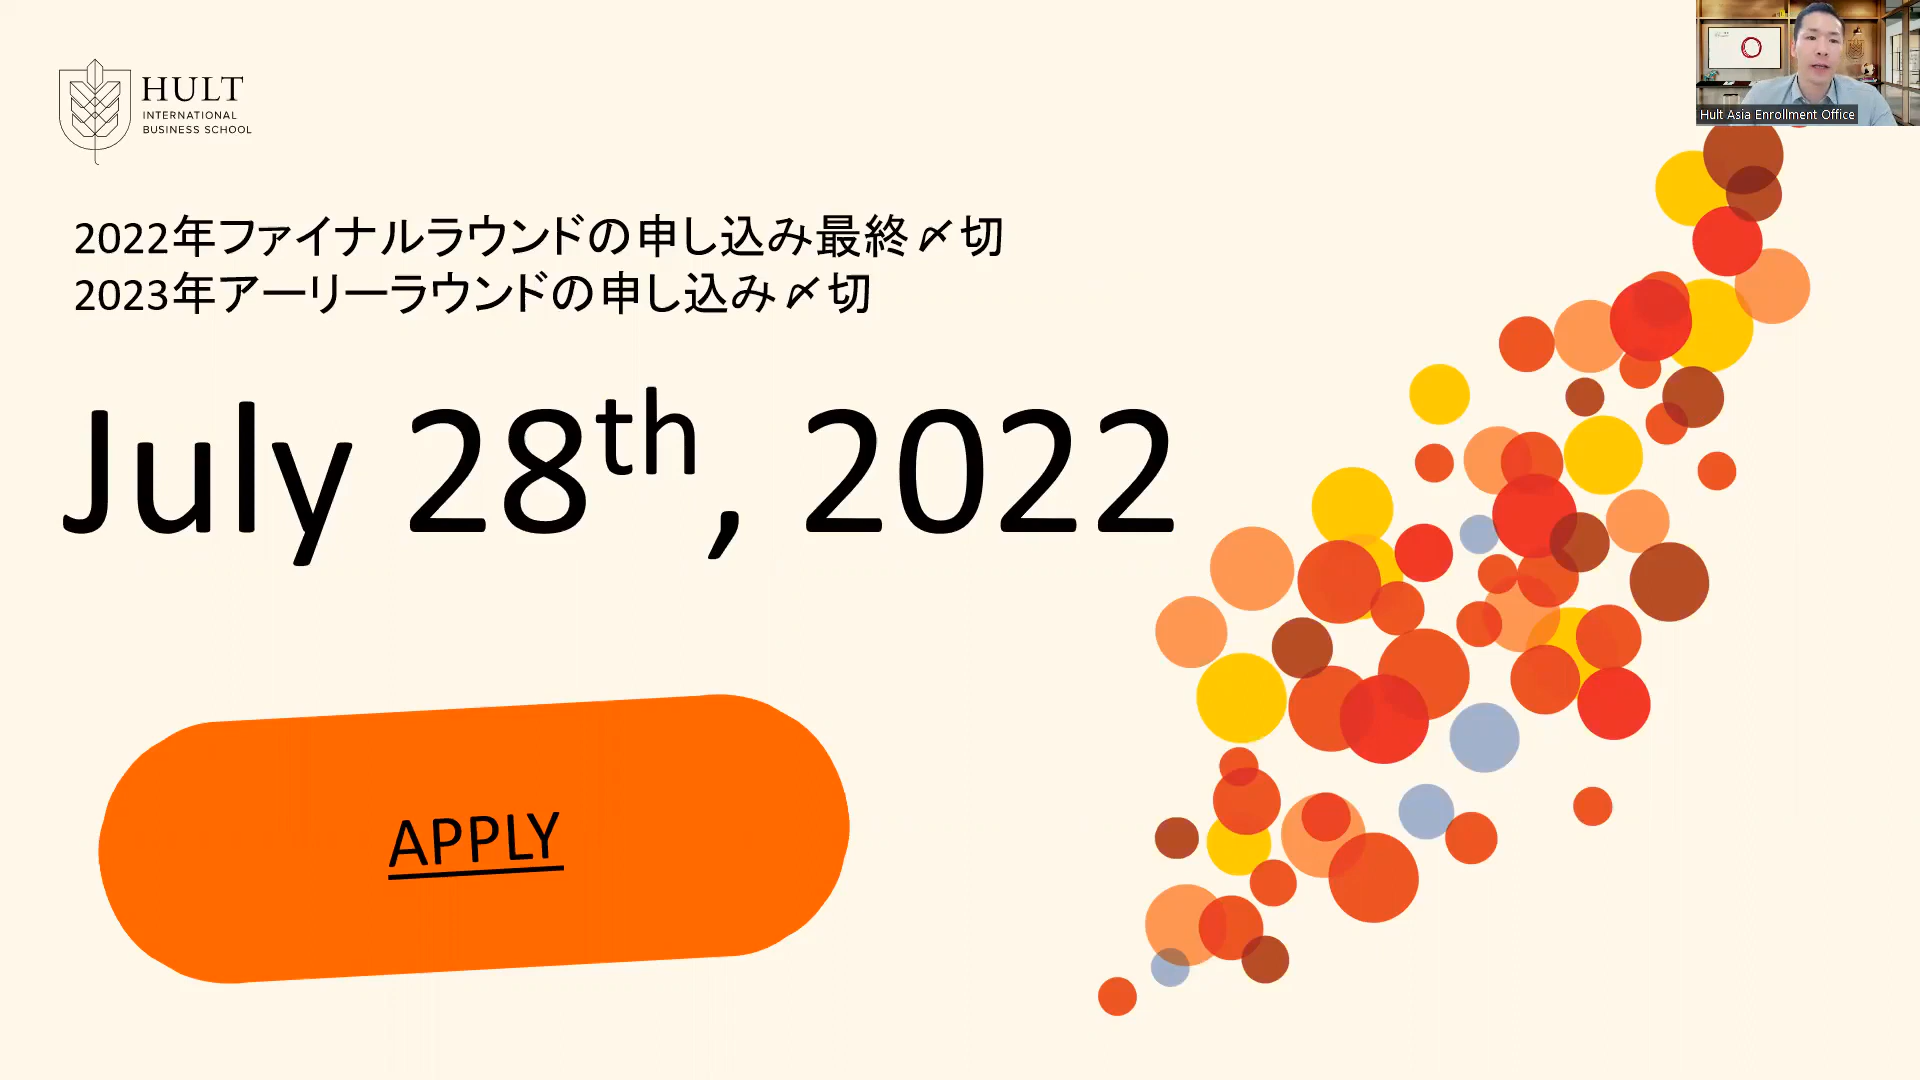 HULT
INTERNATIONAL
BUSINESS SCHOOL
Hult Asia Enrollment Office
2022年ファイナルラウンドの申し込み最終〆切
2023年アーリーラウンドの申し込み〆切
July 28th, 2022
APPLY